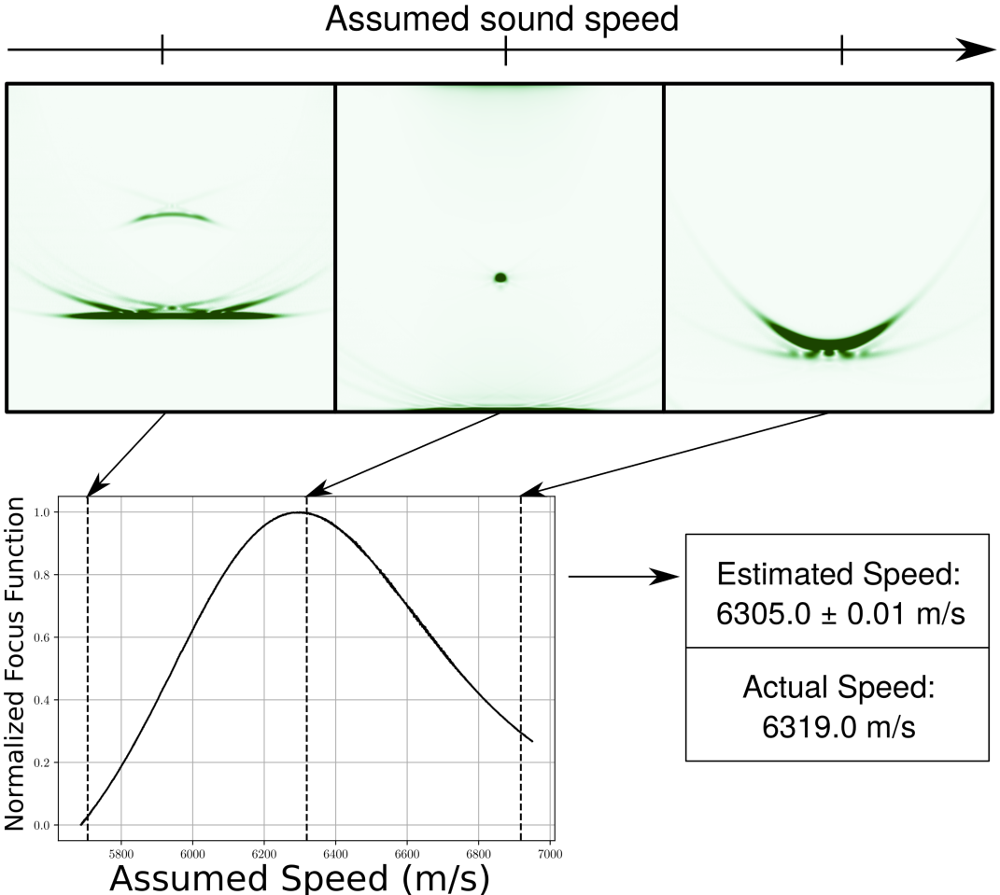 Assumed sound speed
Normalized Focus Function
1.0
0.8
0.6
0.4
0.2
0.0
5800 6000 6200 6400 6600 6800 7000
Assumed Speed (m/s)
Estimated Speed:
6305.0 ± 0.01 m/s
Actual Speed:
6319.0 m/s